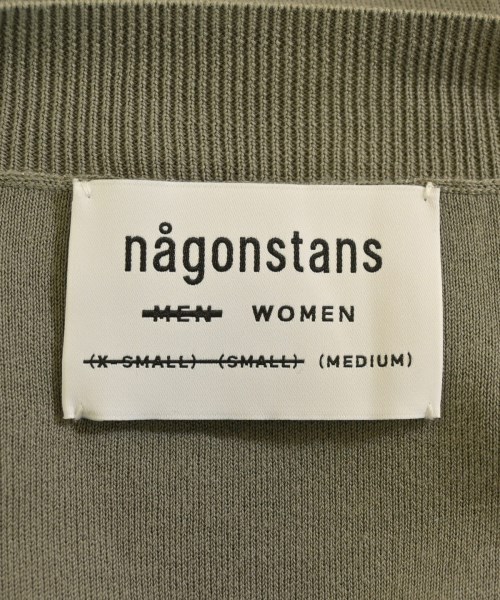 någonstans
MEN WOMEN
(X-SMALL) (SMALL) (MEDIUM)